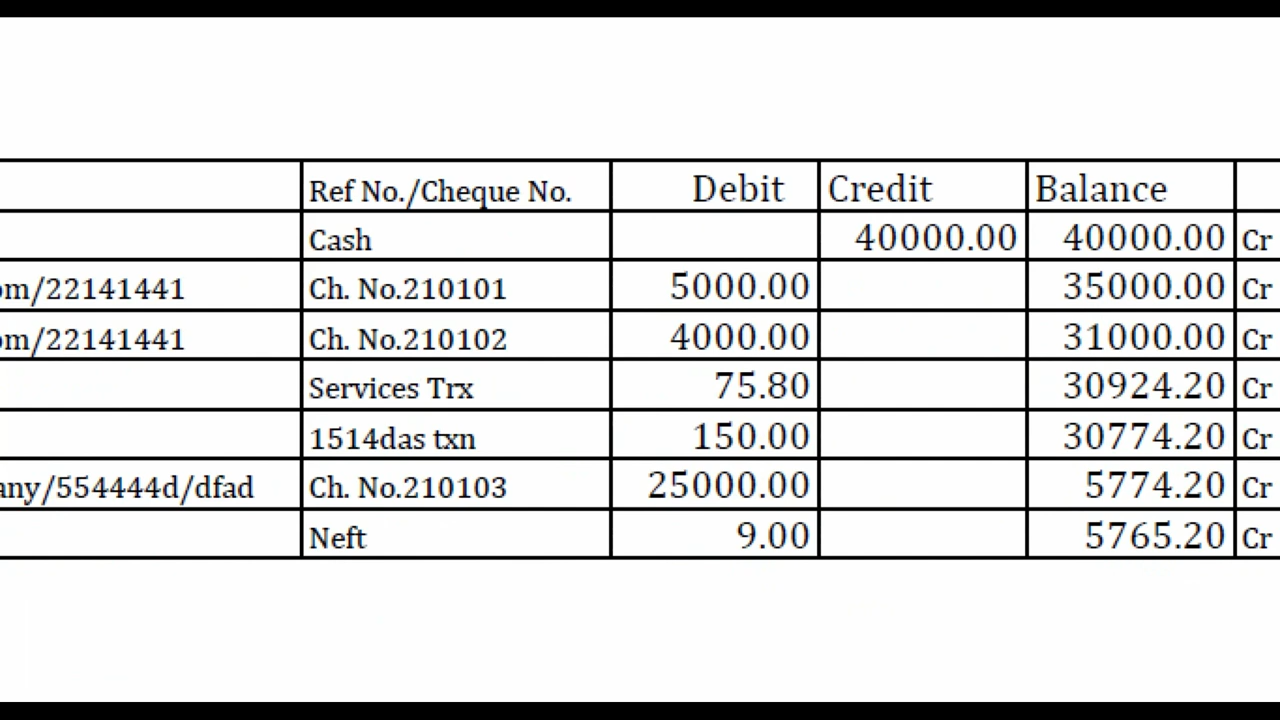 Ref No./Cheque No. Debit Credit Balance
Cash 40000.00 40000.00 Cr
om/22141441 Ch. No.210101 5000.00 35000.00 Cr
om/22141441 Ch. No.210102 4000.00 31000.00 Cr
Services Trx 75.80 30924.20 Cr
1514das txn 150.00 30774.20 Cr
any/554444d/dfad Ch. No.210103 25000.00 5774.20 Cr
Neft 9.00 5765.20 Cr